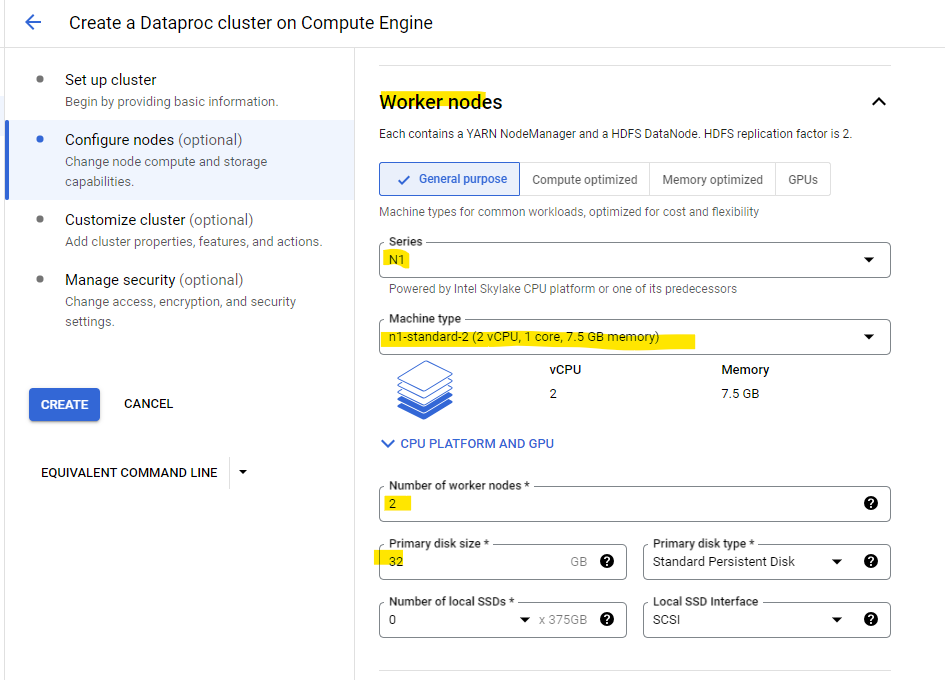 Create a Dataproc cluster on Compute Engine
Set up cluster
Begin by providing basic information.
Configure nodes (optional)
Change node compute and storage
capabilities.
Customize cluster (optional)
Add cluster properties, features, and actions.
Manage security (optional)
Change access, encryption, and security
settings.
CREATE
CANCEL
EQUIVALENT COMMAND LINE
Worker nodes
Each contains a YARN NodeManager and a HDFS DataNode. HDFS replication factor is 2.
General purpose
Compute optimized
Memory optimized
GPUs
Machine types for common workloads, optimized for cost and flexibility
Series
N1
Powered by Intel Skylake CPU platform or one of its predecessors
Machine type
n1-standard-2 (2 vCPU, 1 core, 7.5 GB memory)
vCPU
2
Memory
7.5 GB
CPU PLATFORM AND GPU
Number of worker nodes *
2
Primary disk size *
32 GB
Primary disk type *
Standard Persistent Disk
Number of local SSDs *
0 x 375GB
Local SSD Interface
SCSI